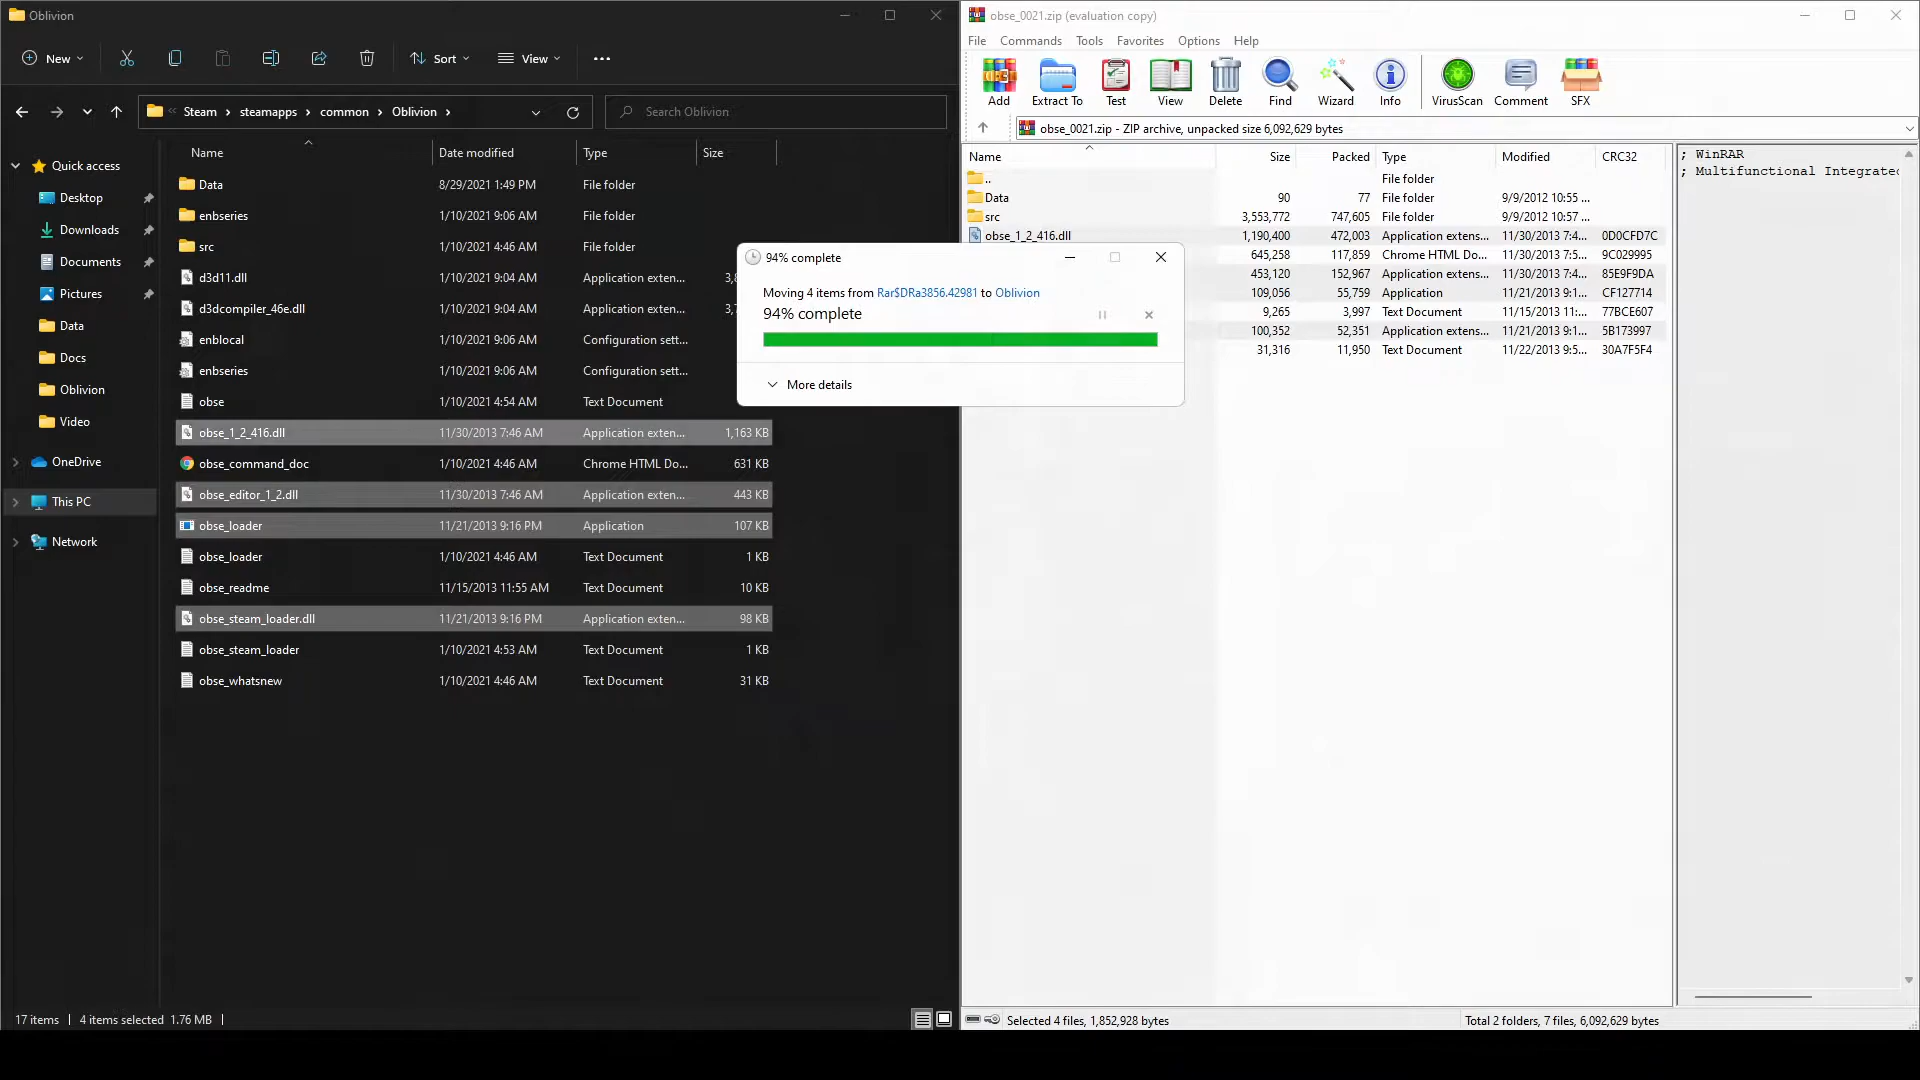 Oblivion
New
Sort
View
Steam
steamapps
common
Oblivion
Search Oblivion
Name
Date modified
Type
Size
Quick access
Desktop
Downloads
Documents
Pictures
Data
Docs
Oblivion
Video
OneDrive
This PC
Network
Data 8/29/2021 1:49 PM File folder
enbseries 1/10/2021 9:06 AM File folder
src 1/10/2021 4:46 AM File folder
d3d11.dll 1/10/2021 9:04 AM Application exten...
d3dcompiler_46e.dll 1/10/2021 9:04 AM Application exten...
enblocal 1/10/2021 9:06 AM Configuration sett...
enbseries 1/10/2021 9:06 AM Configuration sett...
obse 1/10/2021 4:54 AM Text Document
obse_1_2_416.dll 11/30/2013 7:46 AM Application exten... 1,163 KB
obse_command_doc 1/10/2021 4:46 AM Chrome HTML Do... 631 KB
obse_editor_1_2.dll 11/30/2013 7:46 AM Application exten... 443 KB
obse_loader 11/21/2013 9:16 PM Application 107 KB
obse_loader 1/10/2021 4:46 AM Text Document 1 KB
obse_readme 11/15/2013 11:55 AM Text Document 10 KB
obse_steam_loader.dll 11/21/2013 9:16 PM Application exten... 98 KB
obse_steam_loader 1/10/2021 4:53 AM Text Document 1 KB
obse_whatsnew 1/10/2021 4:46 AM Text Document 31 KB
17 items | 4 items selected 1.76 MB |
94% complete
Moving 4 items from Rar$DRa3856.42981 to Oblivion
94% complete
More details
obse_0021.zip (evaluation copy)
File Commands Tools Favorites Options Help
Add
Extract To
Test
View
Delete
Find
Wizard
Info
VirusScan
Comment
SFX
obse_0021.zip - ZIP archive, unpacked size 6,092,629 bytes
Name Size Packed Type Modified CRC32
.. File folder
Data 90 77 File folder 9/9/2012 10:55 ...
src 3,553,772 747,605 File folder 9/9/2012 10:57 ...
obse_1_2_416.dll 1,190,400 472,003 Application extens... 11/30/2013 7:4... 0D0CFD7C
645,258 117,859 Chrome HTML Do... 11/30/2013 7:5... 9C029995
453,120 152,967 Application extens... 11/30/2013 7:4... 85E9F9DA
109,056 55,759 Application 11/21/2013 9:1... CF127714
9,265 3,997 Text Document 11/15/2013 11:... 77BCE607
100,352 52,351 Application extens... 11/21/2013 9:1... 5B173997
31,316 11,950 Text Document 11/22/2013 9:5... 30A7F5F4
; WinRAR
; Multifunctional Integrate
Selected 4 files, 1,852,928 bytes
Total 2 folders, 7 files, 6,092,629 bytes